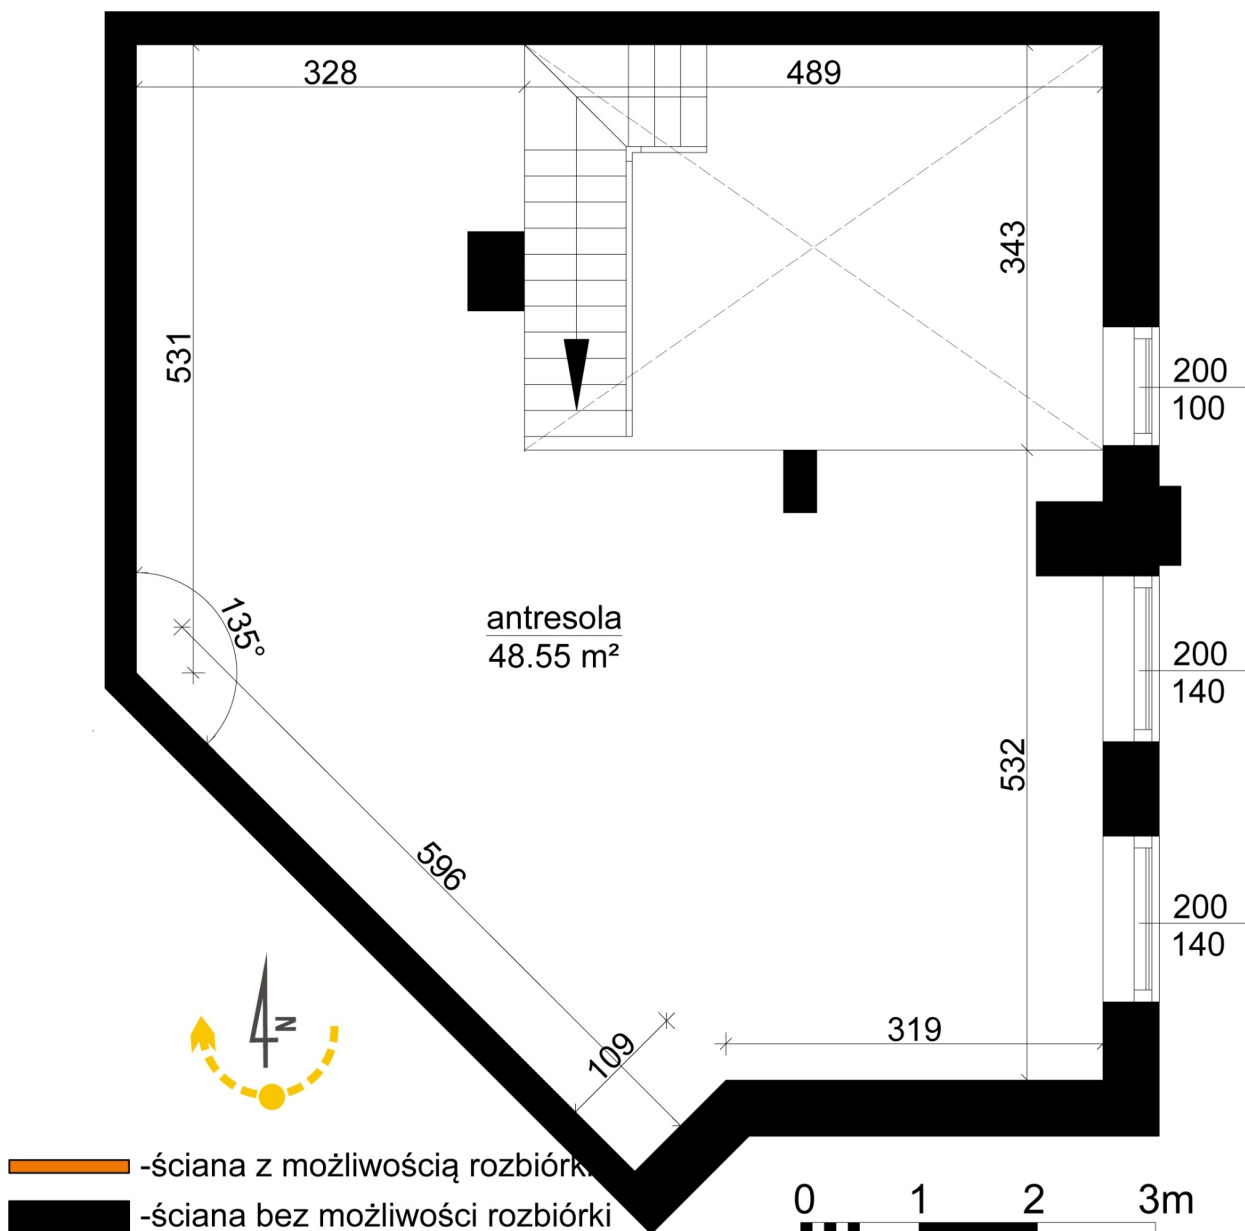 328
489
343
531
200
100
135°
antresola
48.55 m²
200
140
532
596
200
140
109
319
N
-ściana z możliwością rozbiórki
-ściana bez możliwości rozbiórki
0 1 2 3m